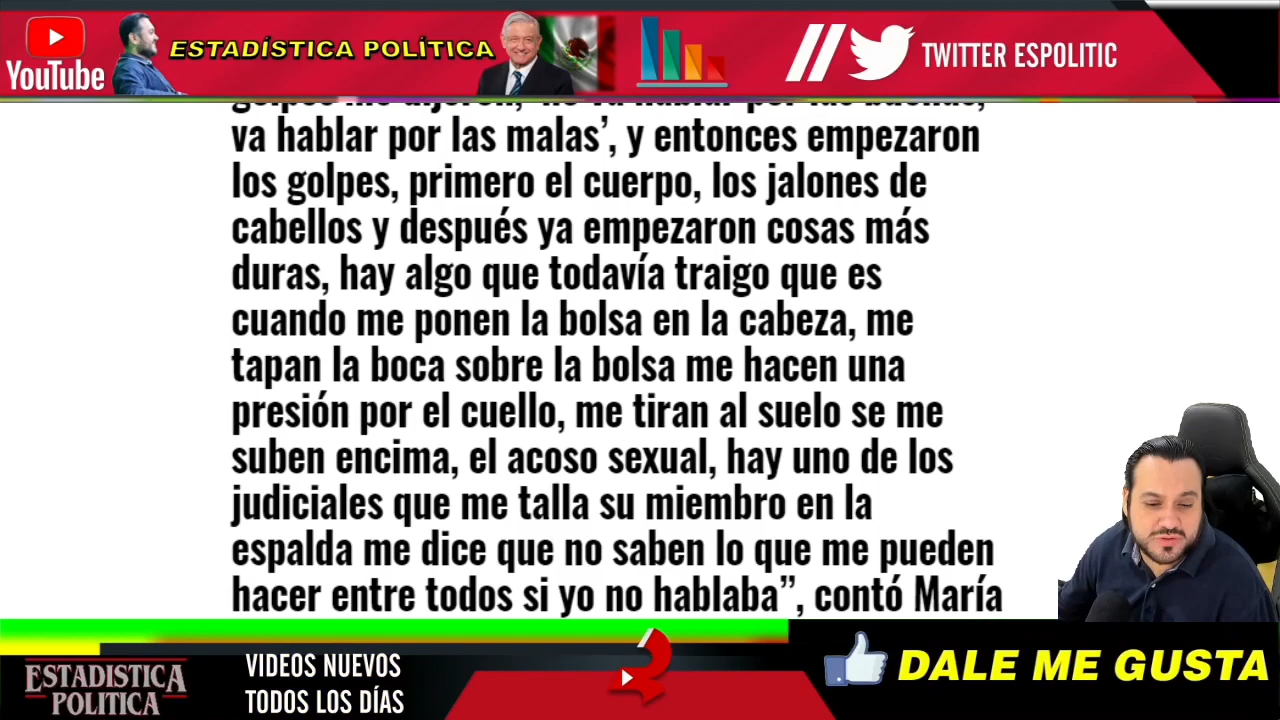 YouTube
ESTADÍSTICA POLÍTICA
TWITTER ESPOLITIC
va hablar por las malas’, y entonces empezaron
los golpes, primero el cuerpo, los jalones de
cabellos y después ya empezaron cosas más
duras, hay algo que todavía traigo que es
cuando me ponen la bolsa en la cabeza, me
tapan la boca sobre la bolsa me hacen una
presión por el cuello, me tiran al suelo se me
suben encima, el acoso sexual, hay uno de los
judiciales que me talla su miembro en la
espalda me dice que no saben lo que me pueden
hacer entre todos si yo no hablaba”, contó María
ESTADISTICA
POLITICA
VIDEOS NUEVOS
TODOS LOS DÍAS
DALE ME GUSTA